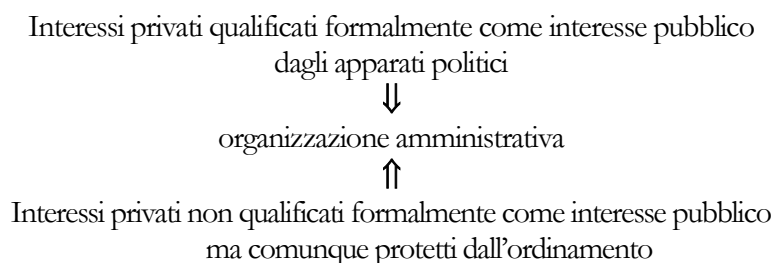 Interessi privati qualificati formalmente come interesse pubblico
dagli apparati politici
⇓
organizzazione amministrativa
⇑
Interessi privati non qualificati formalmente come interesse pubblico
ma comunque protetti dall’ordinamento